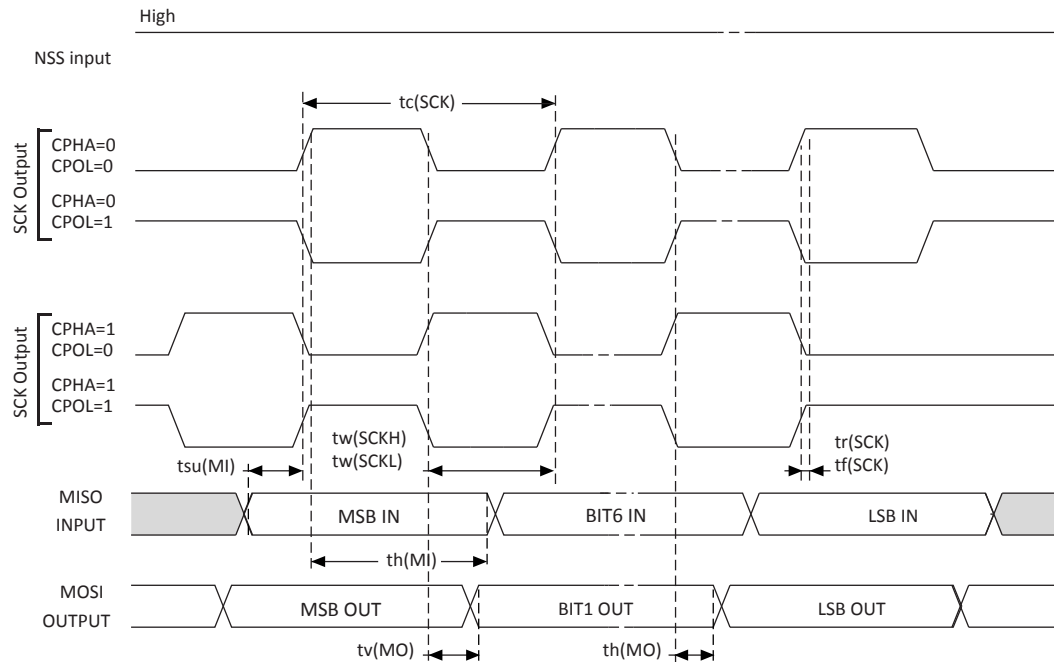 High
NSS input
tc(SCK)
SCK Output
CPHA=0
CPOL=0
CPHA=0
CPOL=1
SCK Output
CPHA=1
CPOL=0
CPHA=1
CPOL=1
tw(SCKH)
tw(SCKL)
tr(SCK)
tf(SCK)
tsu(MI)
MISO
INPUT
MSB IN
BIT6 IN
LSB IN
th(MI)
MOSI
OUTPUT
MSB OUT
BIT1 OUT
LSB OUT
tv(MO)
th(MO)